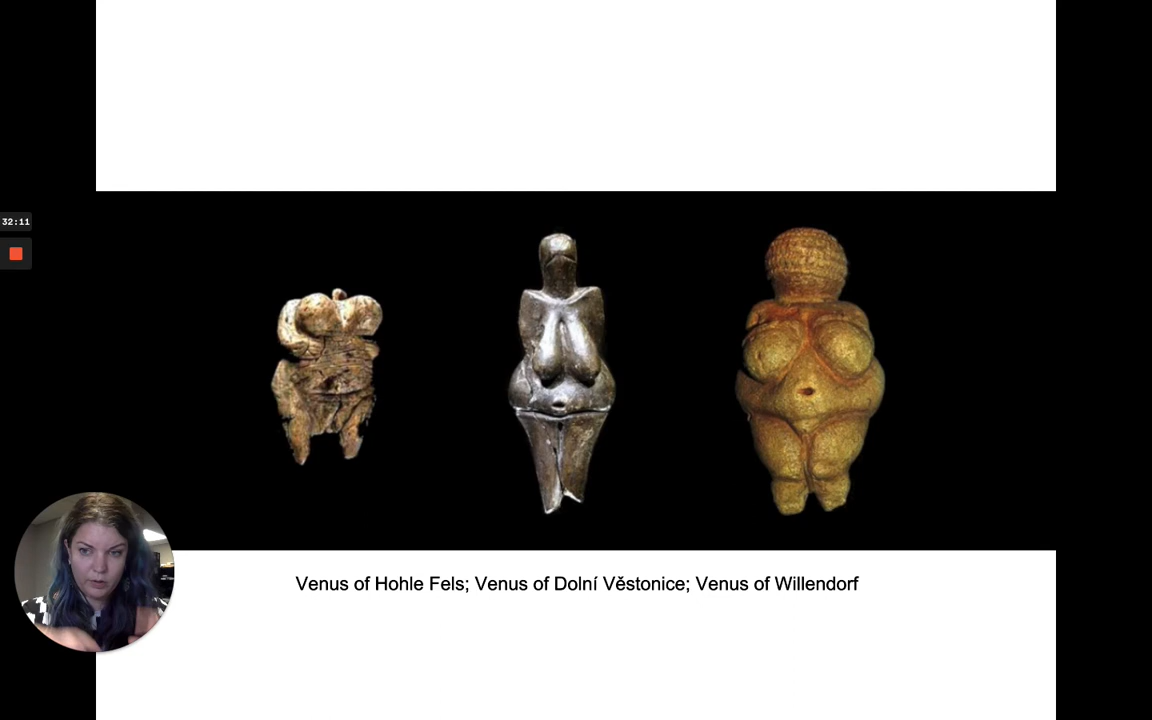 32:11
Venus of Hohle Fels; Venus of Dolní Věstonice; Venus of Willendorf